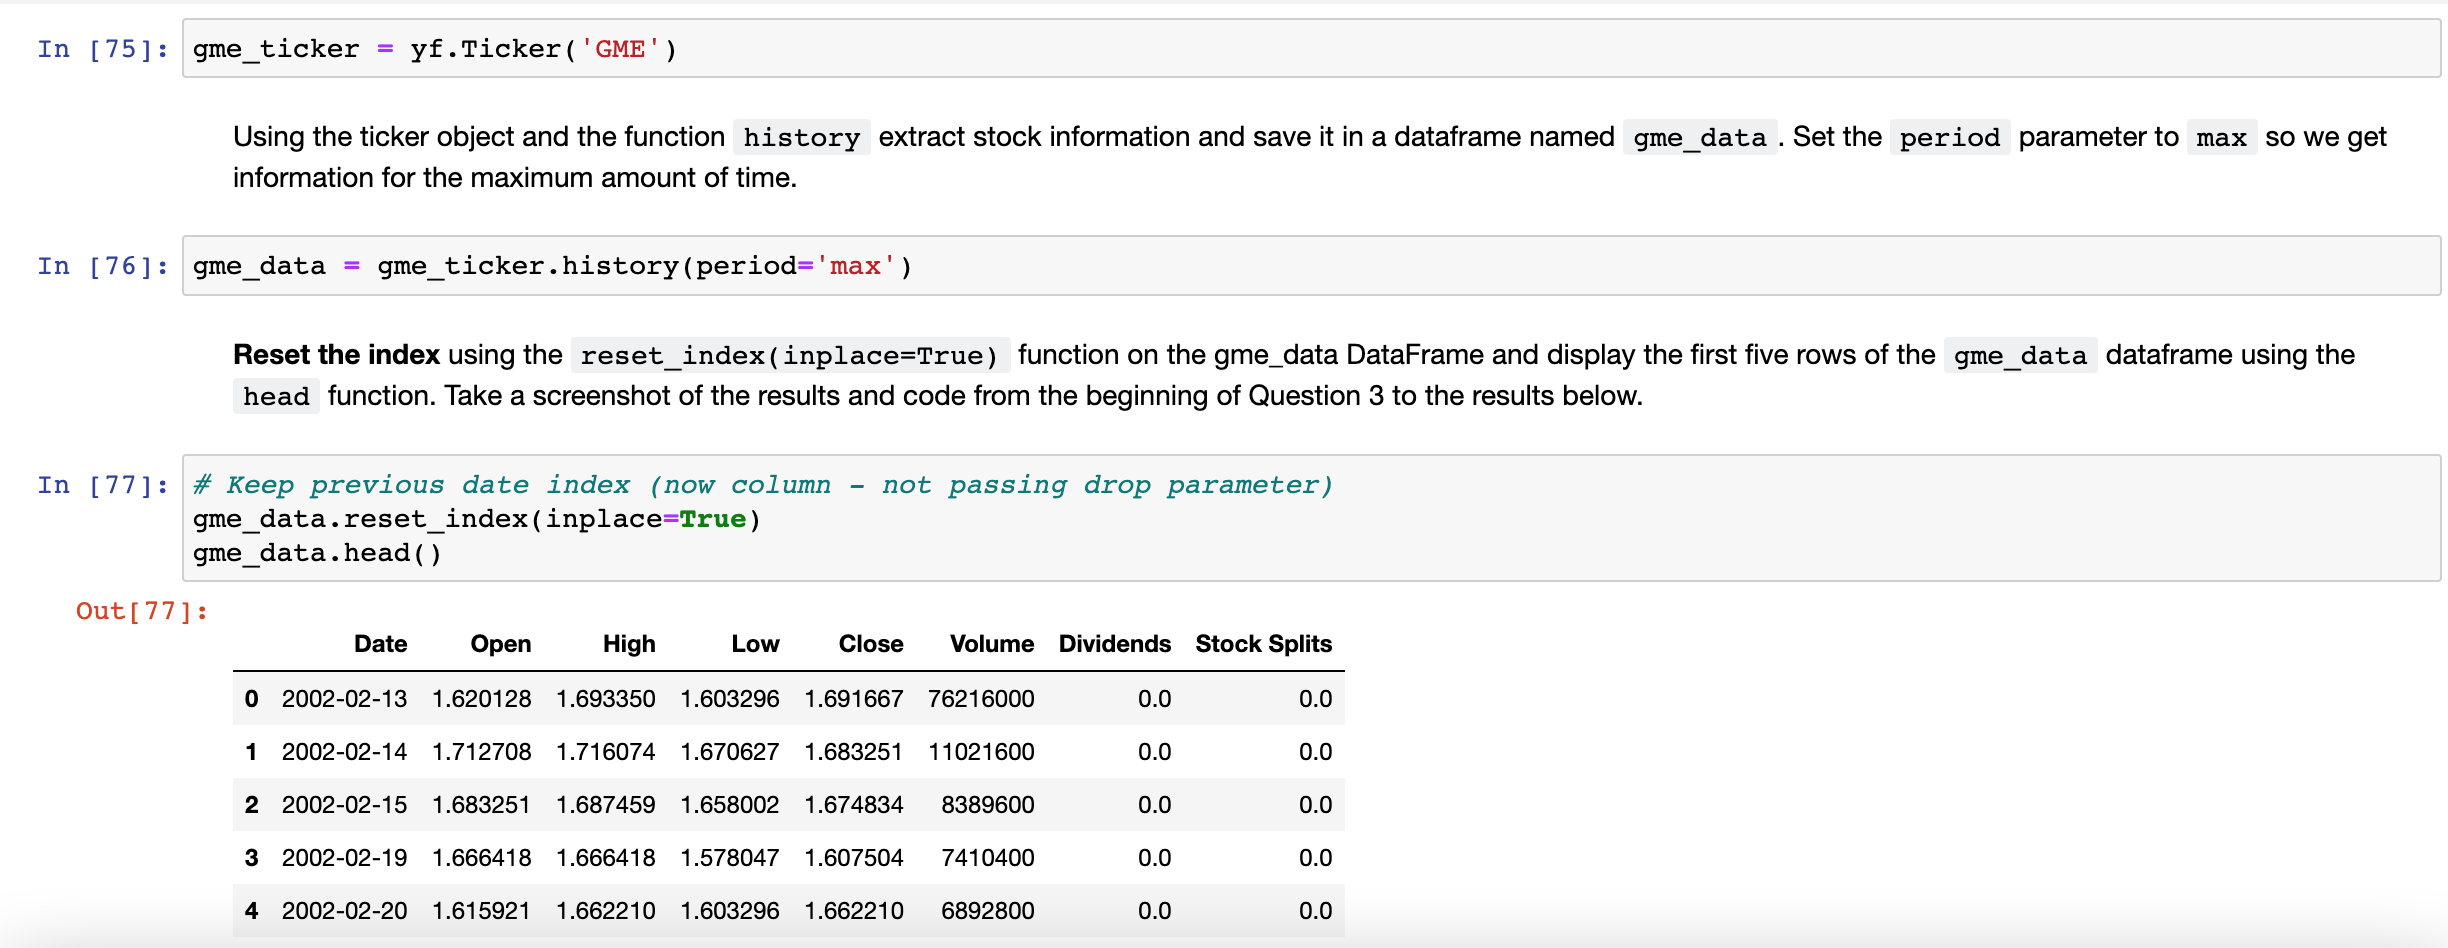 In [75]: gme_ticker = yf.Ticker('GME')
Using the ticker object and the function history extract stock information and save it in a dataframe named gme_data . Set the period parameter to max so we get
information for the maximum amount of time.
In [76]: gme_data = gme_ticker.history(period='max')
Reset the index using the reset_index(inplace=True) function on the gme_data DataFrame and display the first five rows of the gme_data dataframe using the
head function. Take a screenshot of the results and code from the beginning of Question 3 to the results below.
In [77]: # Keep previous date index (now column - not passing drop parameter)
gme_data.reset_index(inplace=True)
gme_data.head()
Out[77]:
Date Open High Low Close Volume Dividends Stock Splits
0 2002-02-13 1.620128 1.693350 1.603296 1.691667 76216000 0.0 0.0
1 2002-02-14 1.712708 1.716074 1.670627 1.683251 11021600 0.0 0.0
2 2002-02-15 1.683251 1.687459 1.658002 1.674834 8389600 0.0 0.0
3 2002-02-19 1.666418 1.666418 1.578047 1.607504 7410400 0.0 0.0
4 2002-02-20 1.615921 1.662210 1.603296 1.662210 6892800 0.0 0.0